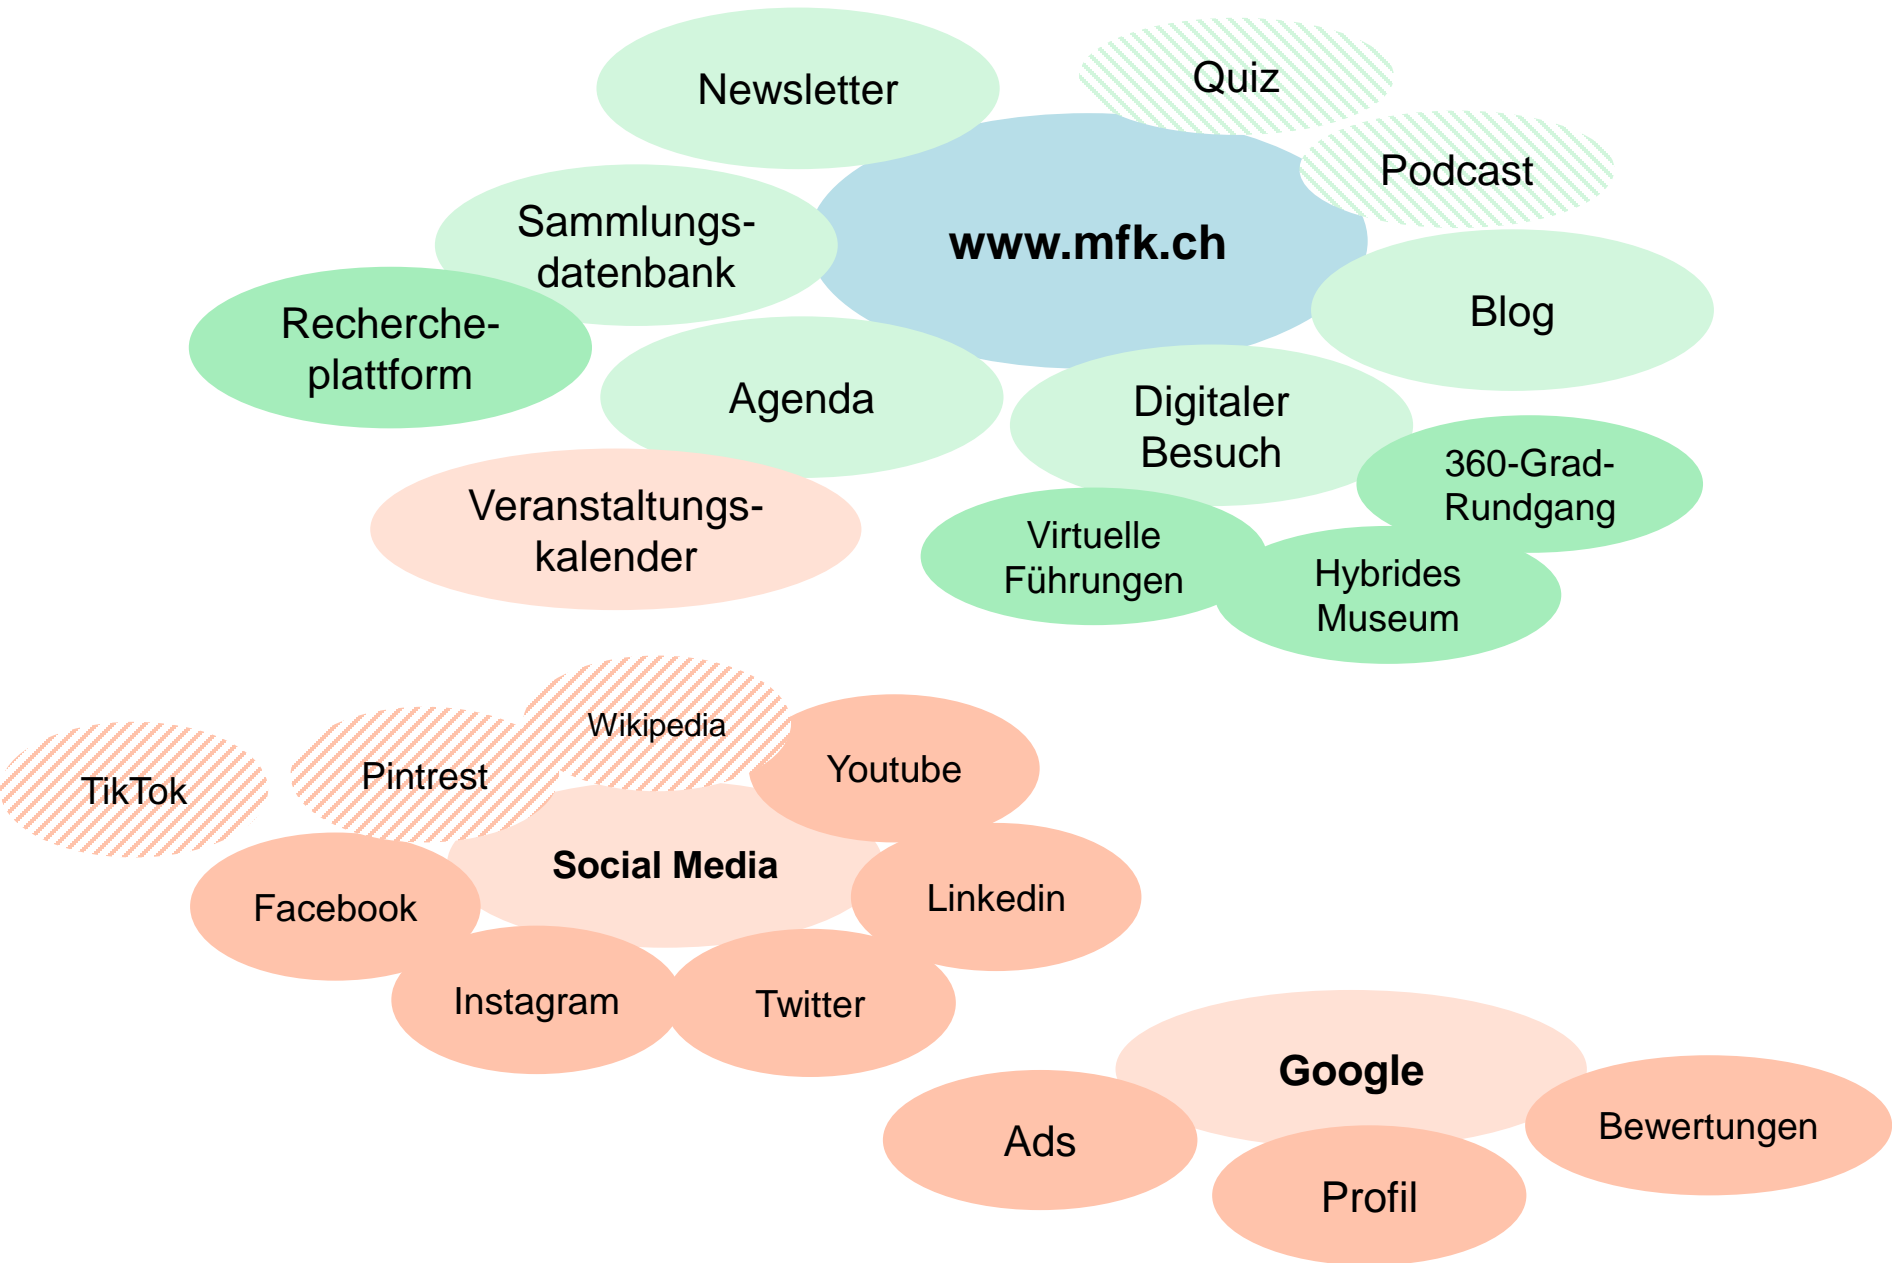 Newsletter
Quiz
Podcast
Sammlungs-
datenbank
www.mfk.ch
Recherche-
plattform
Blog
Agenda
Digitaler
Besuch
360-Grad-
Rundgang
Veranstaltungs-
kalender
Virtuelle
Führungen
Hybrides
Museum
Wikipedia
TikTok
Pintrest
Youtube
Social Media
Facebook
Linkedin
Instagram
Twitter
Google
Ads
Profil
Bewertungen